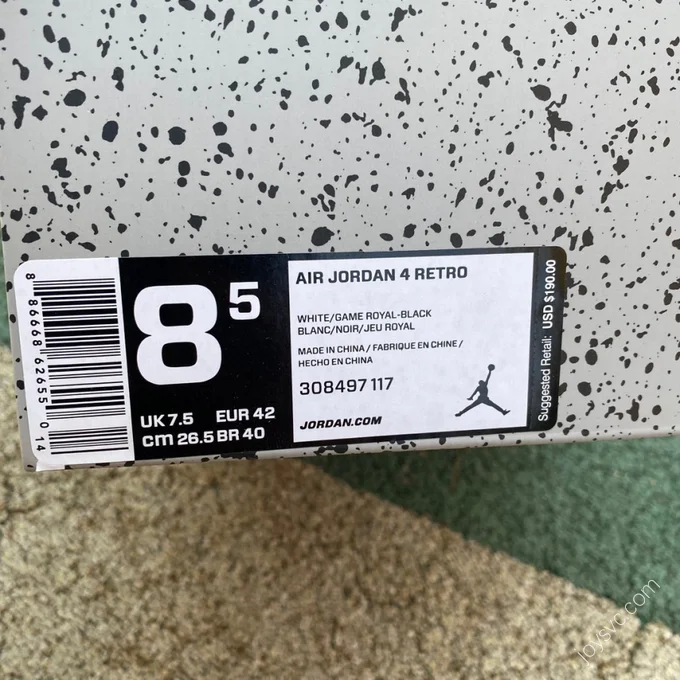 8 86668 62655 0 14
8 5
UK 7.5 EUR 42
cm 26.5 BR 40
AIR JORDAN 4 RETRO
WHITE/GAME ROYAL-BLACK
BLANC/NOIR/JEU ROYAL
MADE IN CHINA / FABRIQUE EN CHINE /
HECHO EN CHINA
308497 117
JORDAN.COM
Suggested Retail: USD $190.00
joysvc.com